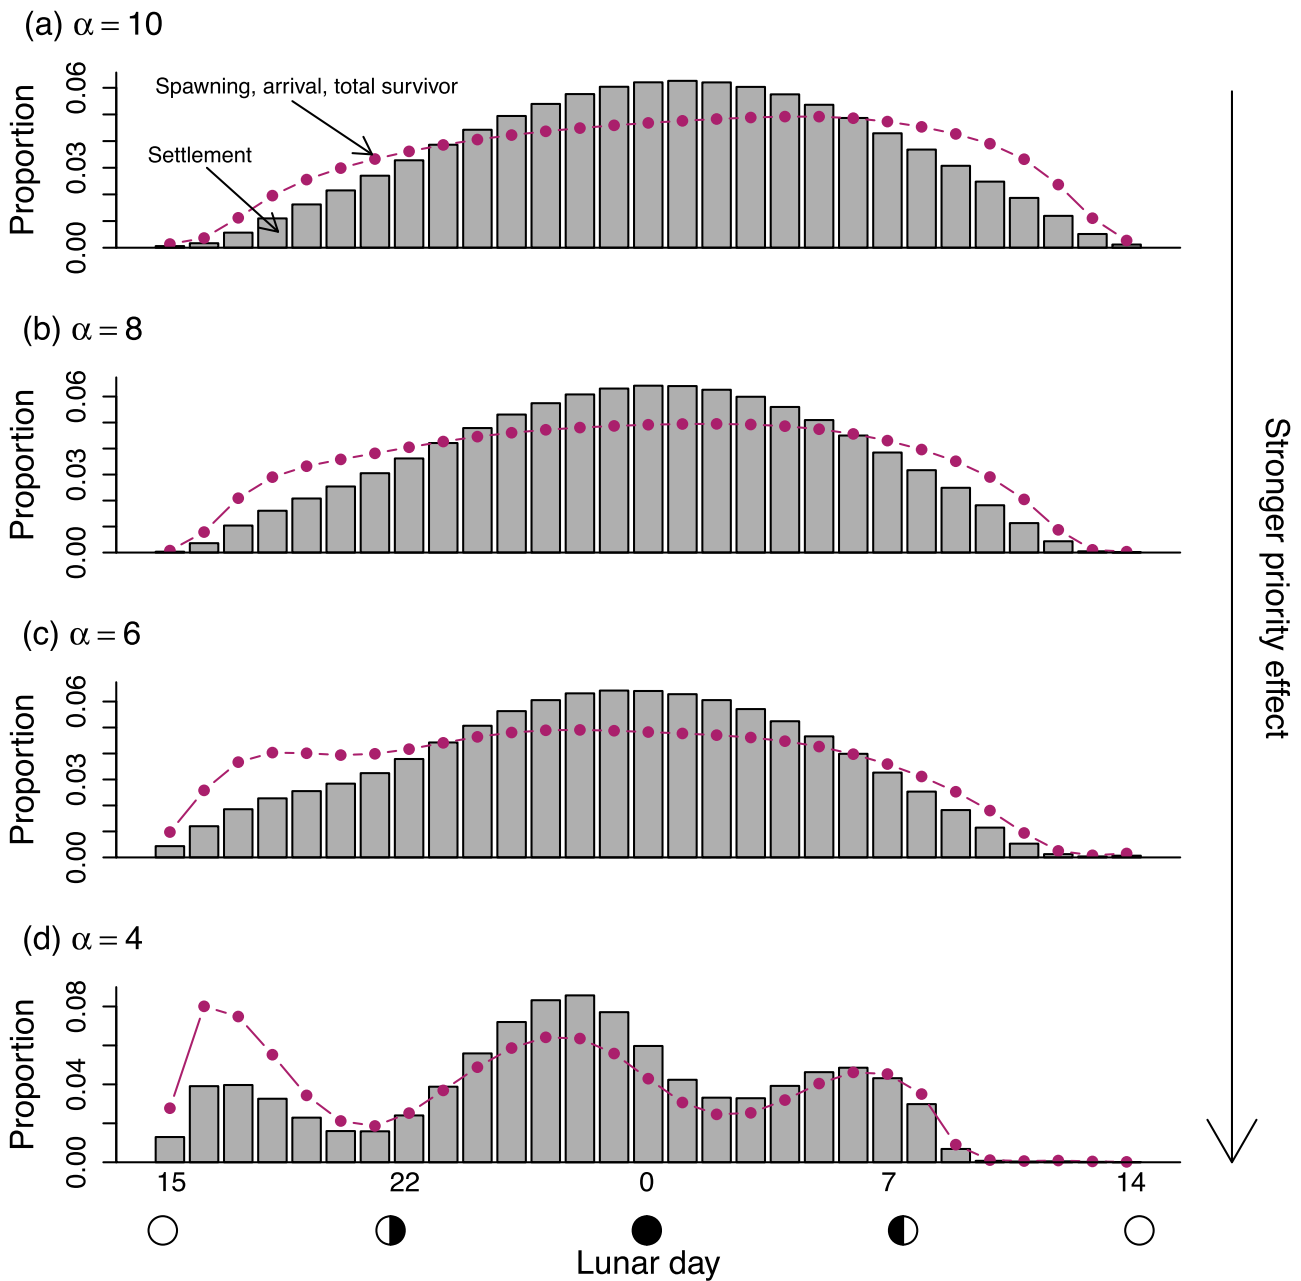 (a) α = 10
Proportion
0.00 0.03 0.06
Spawning, arrival, total survivor
Settlement
(b) α = 8
Proportion
0.00 0.03 0.06
(c) α = 6
Proportion
0.00 0.03 0.06
(d) α = 4
Proportion
0.00 0.04 0.08
15 22 0 7 14
Lunar day
Stronger priority effect